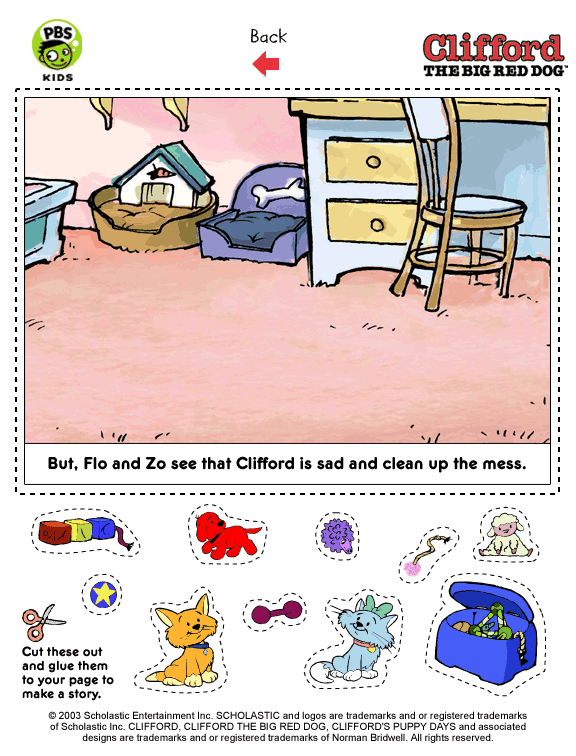 PBS
KIDS
Back
Clifford
THE BIG RED DOG™
But, Flo and Zo see that Clifford is sad and clean up the mess.
Cut these out
and glue them
to your page to
make a story.
© 2003 Scholastic Entertainment Inc. SCHOLASTIC and logos are trademarks and or registered trademarks
of Scholastic Inc. CLIFFORD, CLIFFORD THE BIG RED DOG, CLIFFORD'S PUPPY DAYS and associated
designs are trademarks and or registered trademarks of Norman Bridwell. All rights reserved.